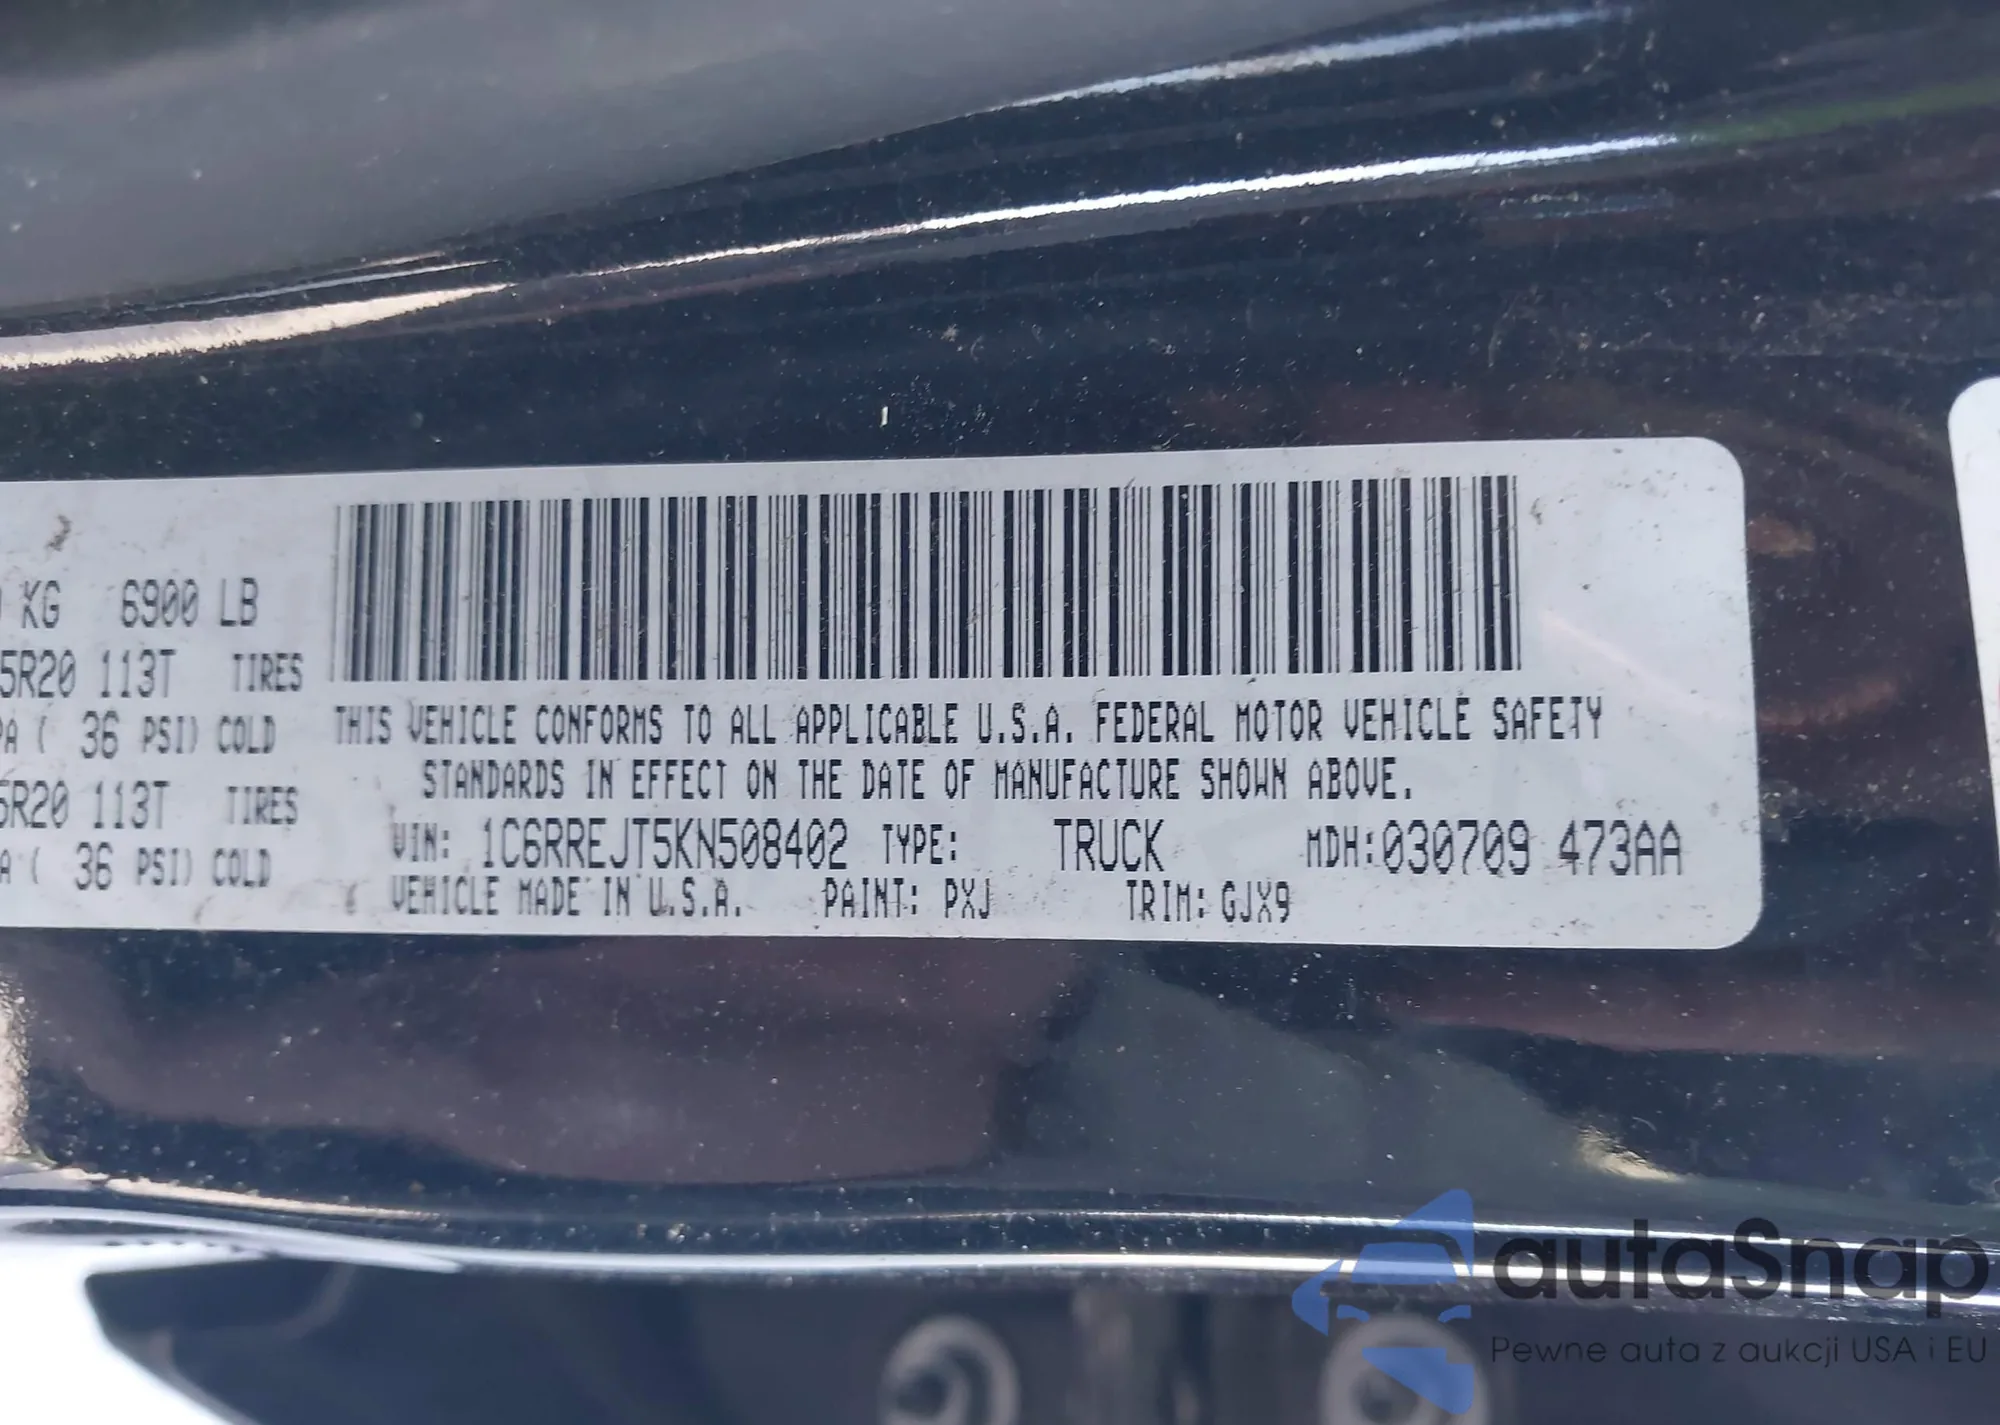 KG 6900 LB
5R20 113T TIRES
PA ( 36 PSI) COLD
5R20 113T TIRES
A ( 36 PSI) COLD
THIS VEHICLE CONFORMS TO ALL APPLICABLE U.S.A. FEDERAL MOTOR VEHICLE SAFETY
STANDARDS IN EFFECT ON THE DATE OF MANUFACTURE SHOWN ABOVE.
VIN: 1C6RREJT5KN508402 TYPE: TRUCK MDH:030709 473AA
VEHICLE MADE IN U.S.A. PAINT: PXJ TRIM: GJX9
autaSnap
Pewne auta z aukcji USA i EU